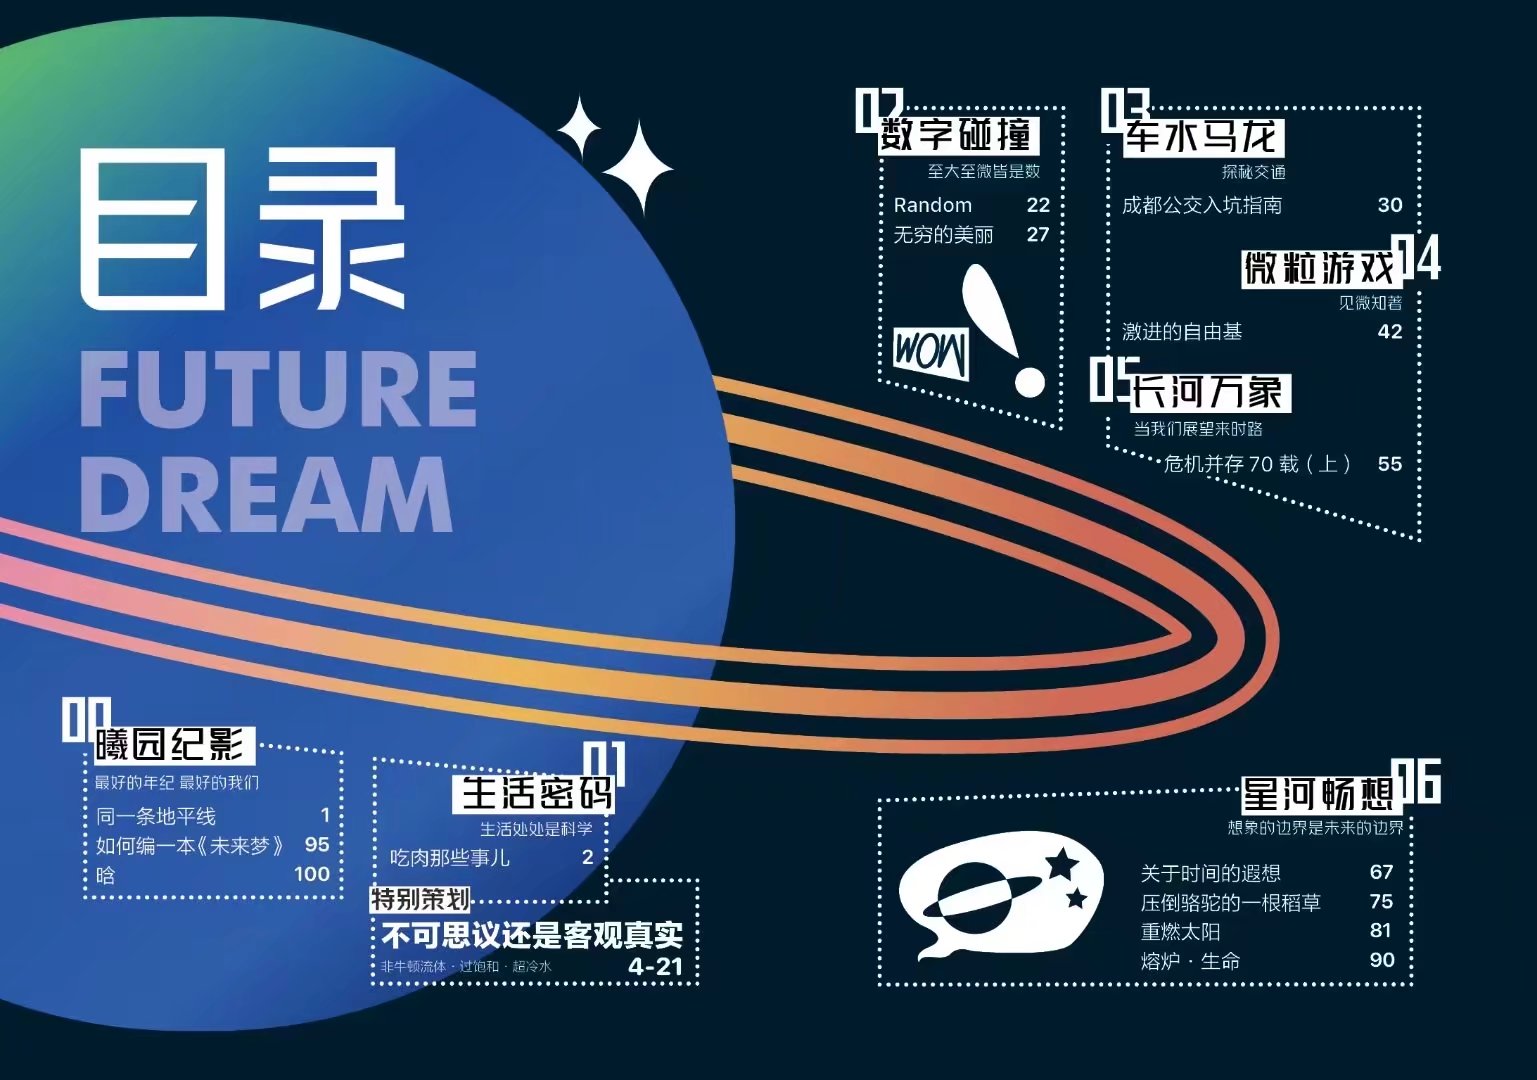 目录
FUTURE
DREAM
00
曦园纪影
最好的年纪 最好的我们
同一条地平线 1
如何编一本《未来梦》 95
晗 100
01
生活密码
生活处处是科学
吃肉那些事儿 2
特别策划
不可思议还是客观真实
非牛顿流体 · 过饱和 · 超冷水 4-21
02
数字碰撞
至大至微皆是数
Random 22
无穷的美丽 27
WOW
03
车水马龙
探秘交通
成都公交入坑指南 30
04
微粒游戏
见微知著
激进的自由基 42
05
长河万象
当我们展望来时路
危机并存 70 载（上） 55
06
星河畅想
想象的边界是未来的边界
关于时间的遐想 67
压倒骆驼的一根稻草 75
重燃太阳 81
熔炉 · 生命 90